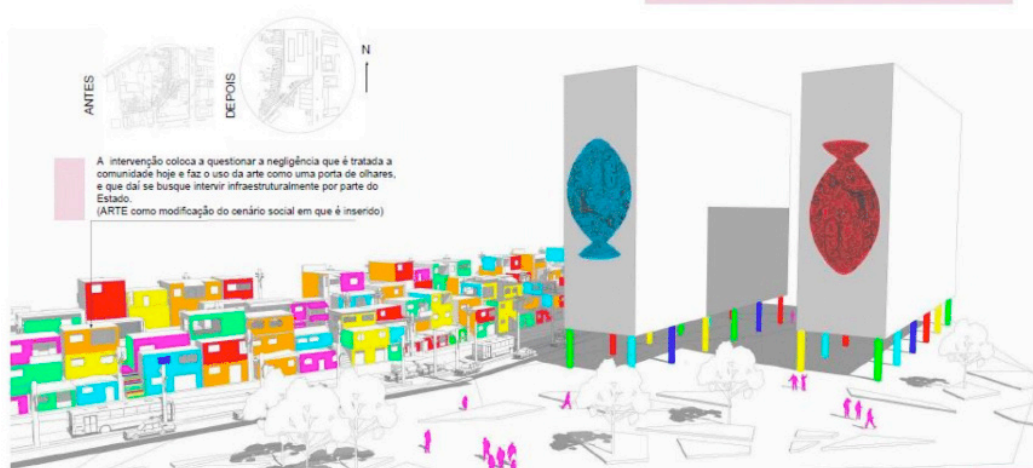 ANTES
DEPOIS
N
A intervenção coloca a questionar a negligência que é tratada a
comunidade hoje e faz o uso da arte como uma porta de olhares,
e que daí se busque intervir infraestruturalmente por parte do
Estado.
(ARTE como modificação do cenário social em que é inserido)